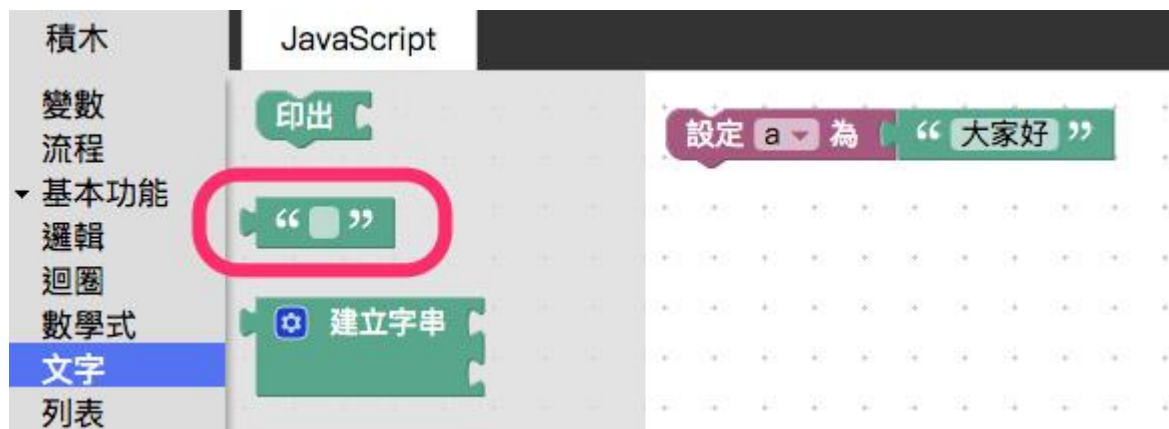 積木
JavaScript
變數
流程
基本功能
邏輯
迴圈
數學式
文字
列表
印出
“ ”
建立字串
設定 a 為 “ 大家好 ”